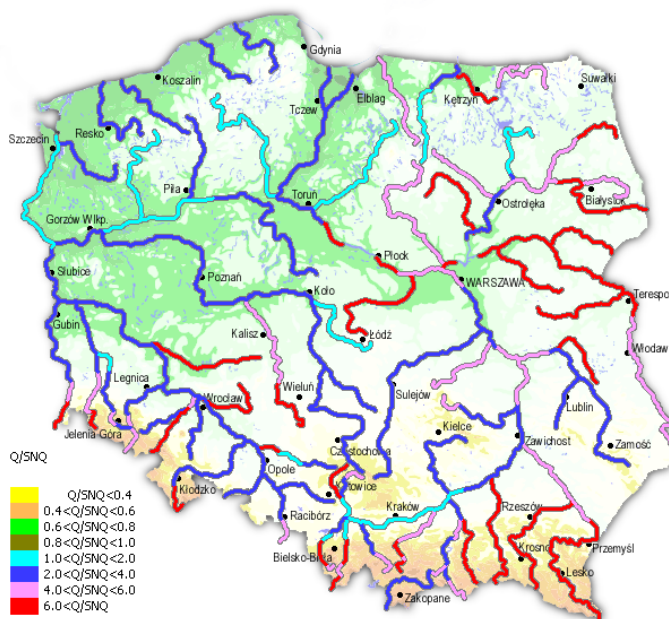 Gdynia
Koszalin
Suwałki
Elbląg
Kętrzyn
Tczew
Resko
Szczecin
Białystok
Piła
Toruń
Ostrołęka
Gorzów Wlkp.
Płock
Słubice
Poznań
WARSZAWA
Koło
Terespo
Gubin
Kalisz
Łódź
Włodaw
Legnica
Wieluń
Sulejów
Wrocław
Lublin
Jelenia Góra
Kielce
Zawichost
Zamość
Częstochowa
Q/SNQ
Opole
Kłodzko
Katowice
Q/SNQ<0.4
0.4<Q/SNQ<0.6
Racibórz
Kraków
Rzeszów
0.6<Q/SNQ<0.8
0.8<Q/SNQ<1.0
Przemyśl
1.0<Q/SNQ<2.0
Bielsko-Biała
Krosno
2.0<Q/SNQ<4.0
Lesko
4.0<Q/SNQ<6.0
Zakopane
6.0<Q/SNQ